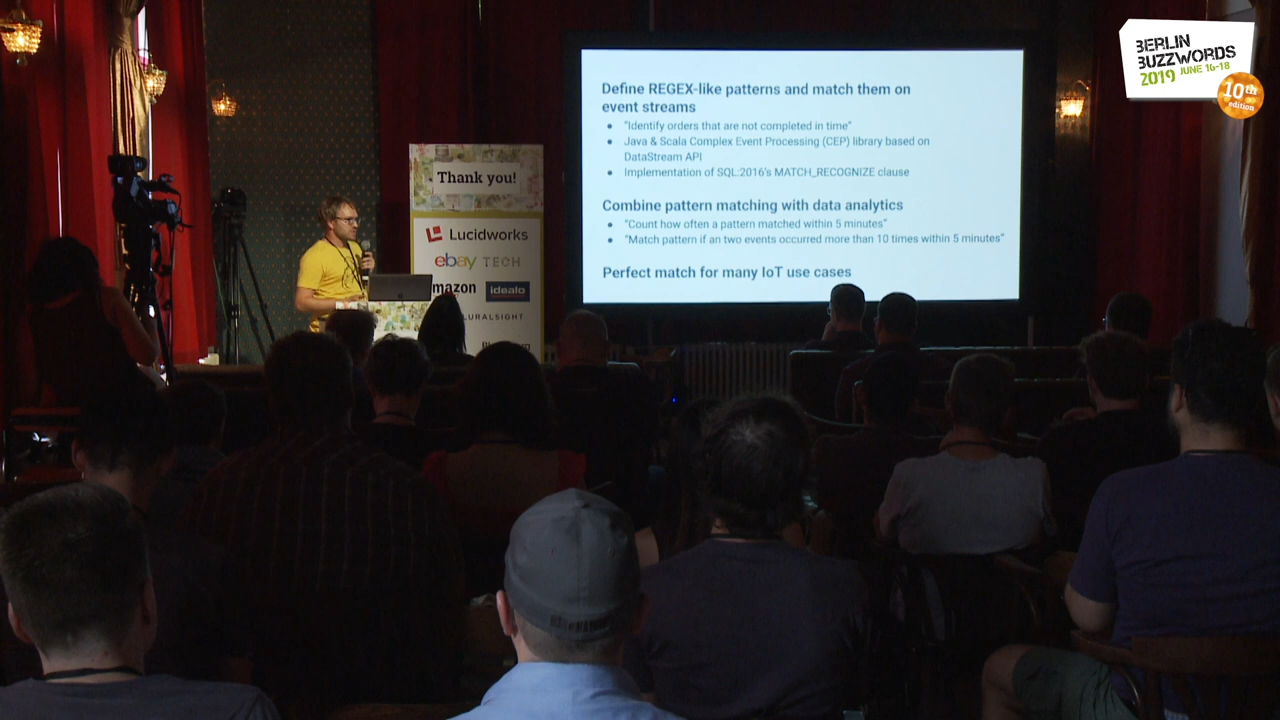 BERLIN
BUZZWORDS
2019 JUNE 16-18
10th
edition
Define REGEX-like patterns and match them on
event streams
• "Identify orders that are not completed in time"
• Java & Scala Complex Event Processing (CEP) library based on
DataStream API
• Implementation of SQL:2016's MATCH_RECOGNIZE clause
Combine pattern matching with data analytics
• "Count how often a pattern matched within 5 minutes"
• "Match pattern if an two events occurred more than 10 times within 5 minutes"
Perfect match for many IoT use cases
Thank you!
Lucidworks
ebay TECH
mazon idealo
LURALSIGHT